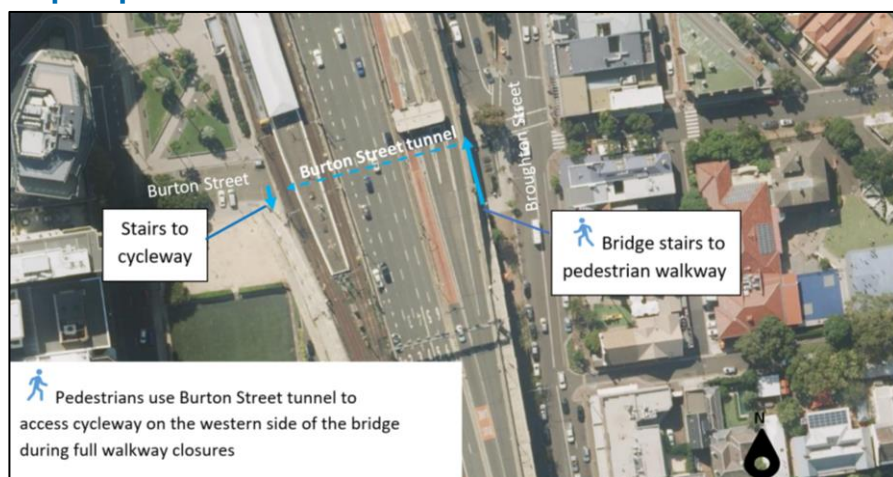 Burton Street tunnel
Broughton Street
Burton Street
Stairs to
cycleway
Bridge stairs to
pedestrian walkway
Pedestrians use Burton Street tunnel to
access cycleway on the western side of the bridge
during full walkway closures
N